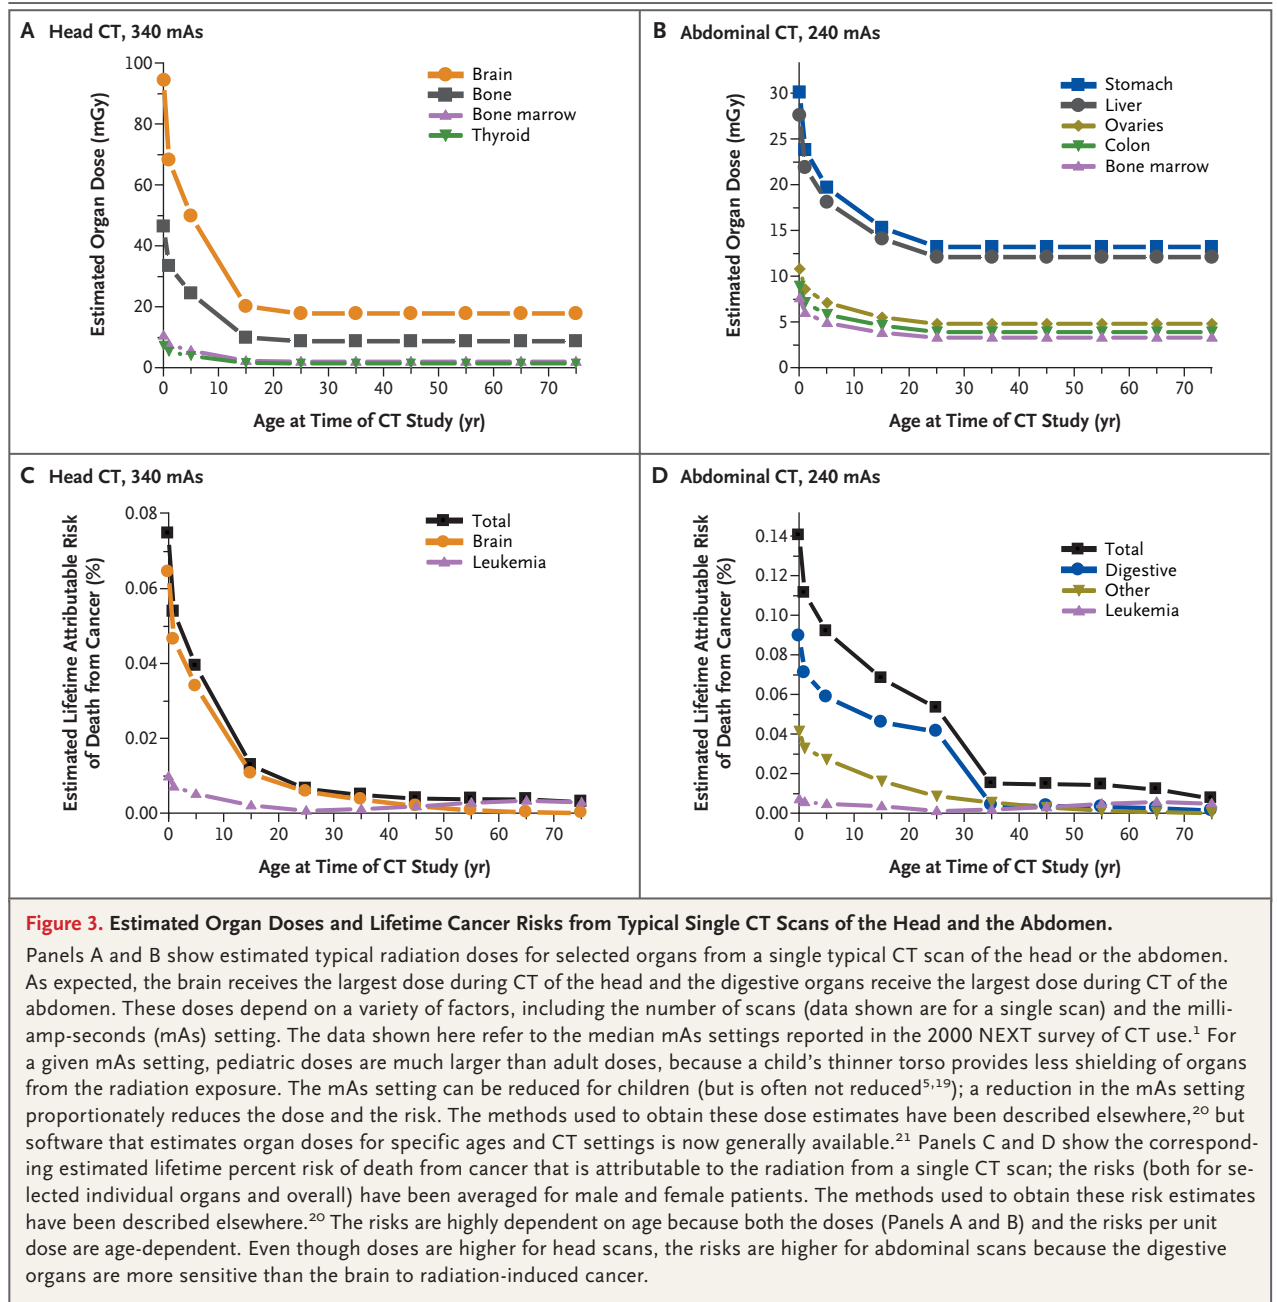 A Head CT, 340 mAs
Estimated Organ Dose (mGy)
100
80
60
40
20
0
Brain
Bone
Bone marrow
Thyroid
0 10 20 30 40 50 60 70
Age at Time of CT Study (yr)
B Abdominal CT, 240 mAs
Estimated Organ Dose (mGy)
30
25
20
15
10
5
0
Stomach
Liver
Ovaries
Colon
Bone marrow
0 10 20 30 40 50 60 70
Age at Time of CT Study (yr)
C Head CT, 340 mAs
Estimated Lifetime Attributable Risk
of Death from Cancer (%)
0.08
0.06
0.04
0.02
0.00
Total
Brain
Leukemia
0 10 20 30 40 50 60 70
Age at Time of CT Study (yr)
D Abdominal CT, 240 mAs
Estimated Lifetime Attributable Risk
of Death from Cancer (%)
0.14
0.12
0.10
0.08
0.06
0.04
0.02
0.00
Total
Digestive
Other
Leukemia
0 10 20 30 40 50 60 70
Age at Time of CT Study (yr)
Figure 3. Estimated Organ Doses and Lifetime Cancer Risks from Typical Single CT Scans of the Head and the Abdomen.
Panels A and B show estimated typical radiation doses for selected organs from a single typical CT scan of the head or the abdomen.
As expected, the brain receives the largest dose during CT of the head and the digestive organs receive the largest dose during CT of the
abdomen. These doses depend on a variety of factors, including the number of scans (data shown are for a single scan) and the milli-
amp-seconds (mAs) setting. The data shown here refer to the median mAs settings reported in the 2000 NEXT survey of CT use.¹ For
a given mAs setting, pediatric doses are much larger than adult doses, because a child's thinner torso provides less shielding of organs
from the radiation exposure. The mAs setting can be reduced for children (but is often not reduced⁵,¹⁹); a reduction in the mAs setting
proportionately reduces the dose and the risk. The methods used to obtain these dose estimates have been described elsewhere,²⁰ but
software that estimates organ doses for specific ages and CT settings is now generally available.²¹ Panels C and D show the correspond-
ing estimated lifetime percent risk of death from cancer that is attributable to the radiation from a single CT scan; the risks (both for se-
lected individual organs and overall) have been averaged for male and female patients. The methods used to obtain these risk estimates
have been described elsewhere.²⁰ The risks are highly dependent on age because both the doses (Panels A and B) and the risks per unit
dose are age-dependent. Even though doses are higher for head scans, the risks are higher for abdominal scans because the digestive
organs are more sensitive than the brain to radiation-induced cancer.